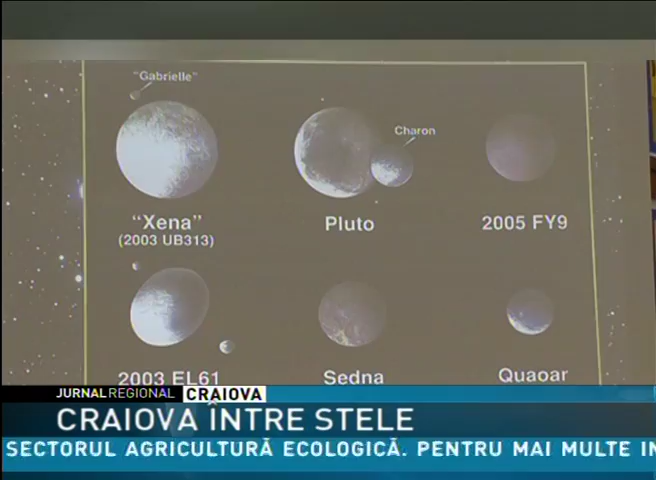 "Gabrielle"
Charon
"Xena"
(2003 UB313)
Pluto
2005 FY9
2003 EL61
Sedna
Quaoar
JURNAL REGIONAL CRAIOVA
CRAIOVA ÎNTRE STELE
SECTORUL AGRICULTURĂ ECOLOGICĂ. PENTRU MAI MULTE IN